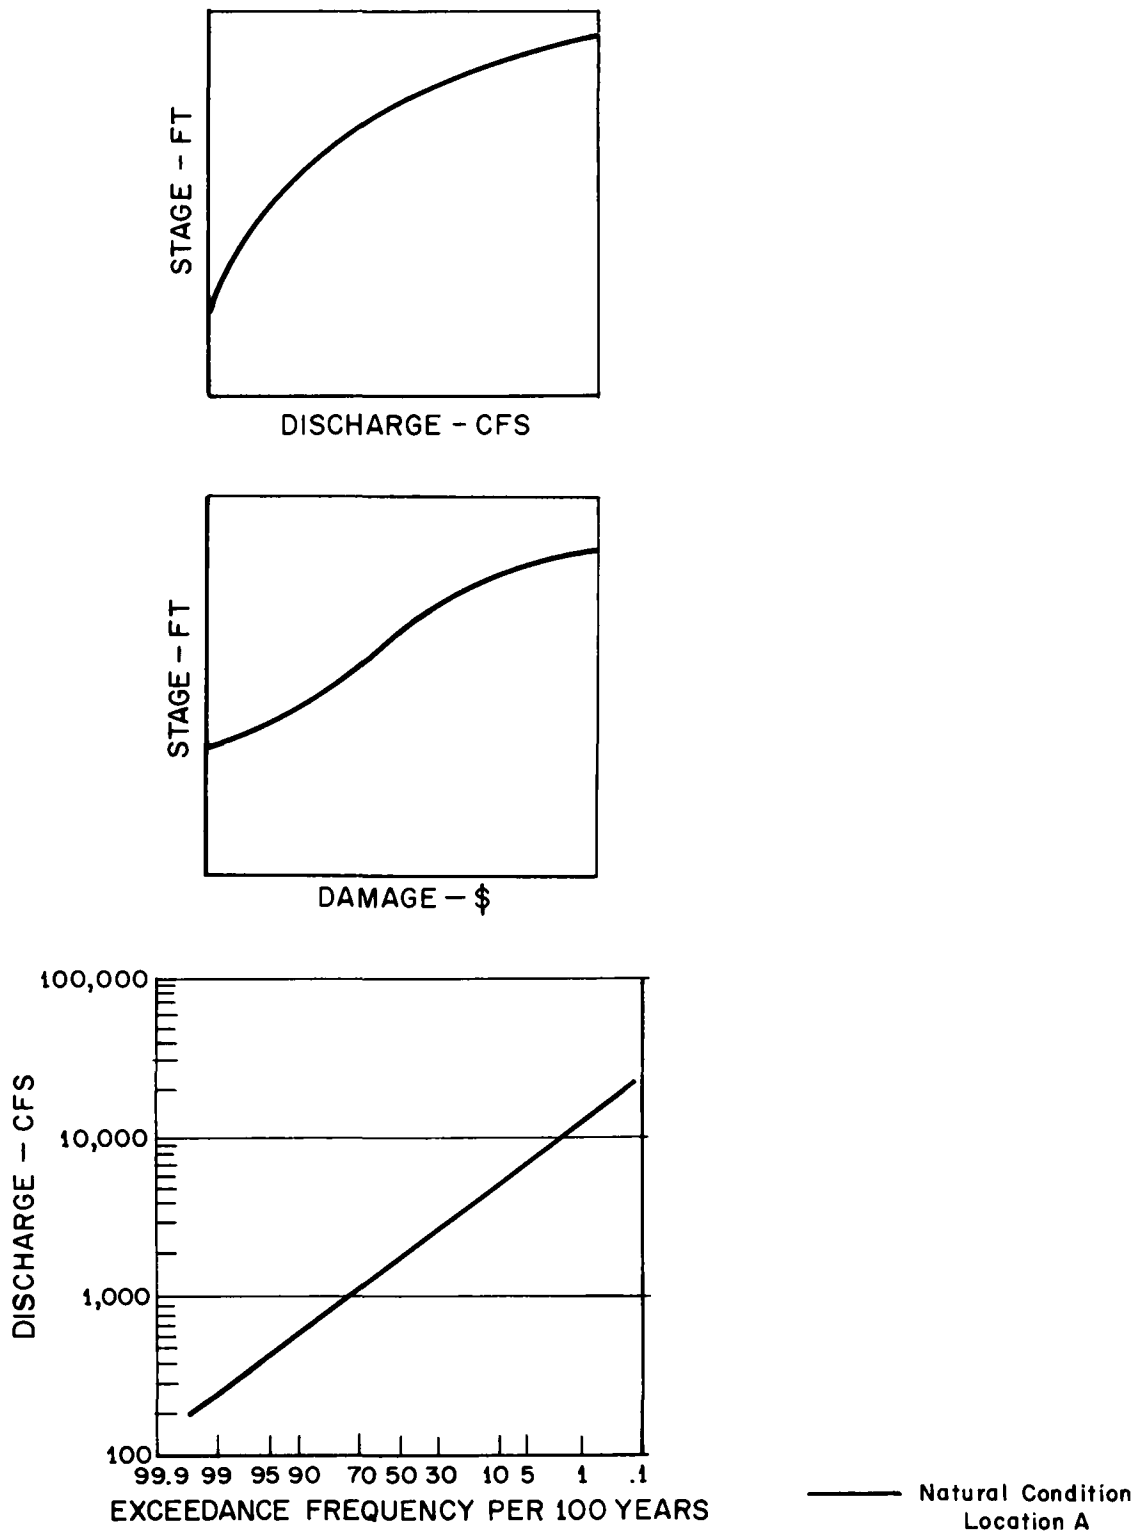 STAGE - FT
DISCHARGE - CFS
STAGE - FT
DAMAGE - $
DISCHARGE - CFS
100,000
10,000
1,000
100
99.9 99 95 90 70 50 30 10 5 1 .1
EXCEEDANCE FREQUENCY PER 100 YEARS
Natural Condition
Location A